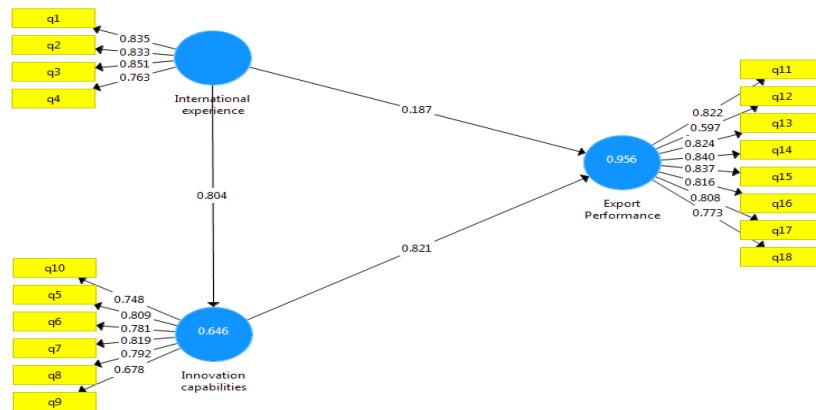 q1
q2
q3
q4
0.835
0.833
0.851
0.763
International
experience
0.187
0.804
0.821
q11
q12
q13
q14
q15
q16
q17
q18
0.822
0.597
0.824
0.840
0.837
0.816
0.808
0.773
0.956
Export
Performance
q10
q5
q6
q7
q8
q9
0.748
0.809
0.781
0.819
0.792
0.678
0.646
Innovation
capabilities